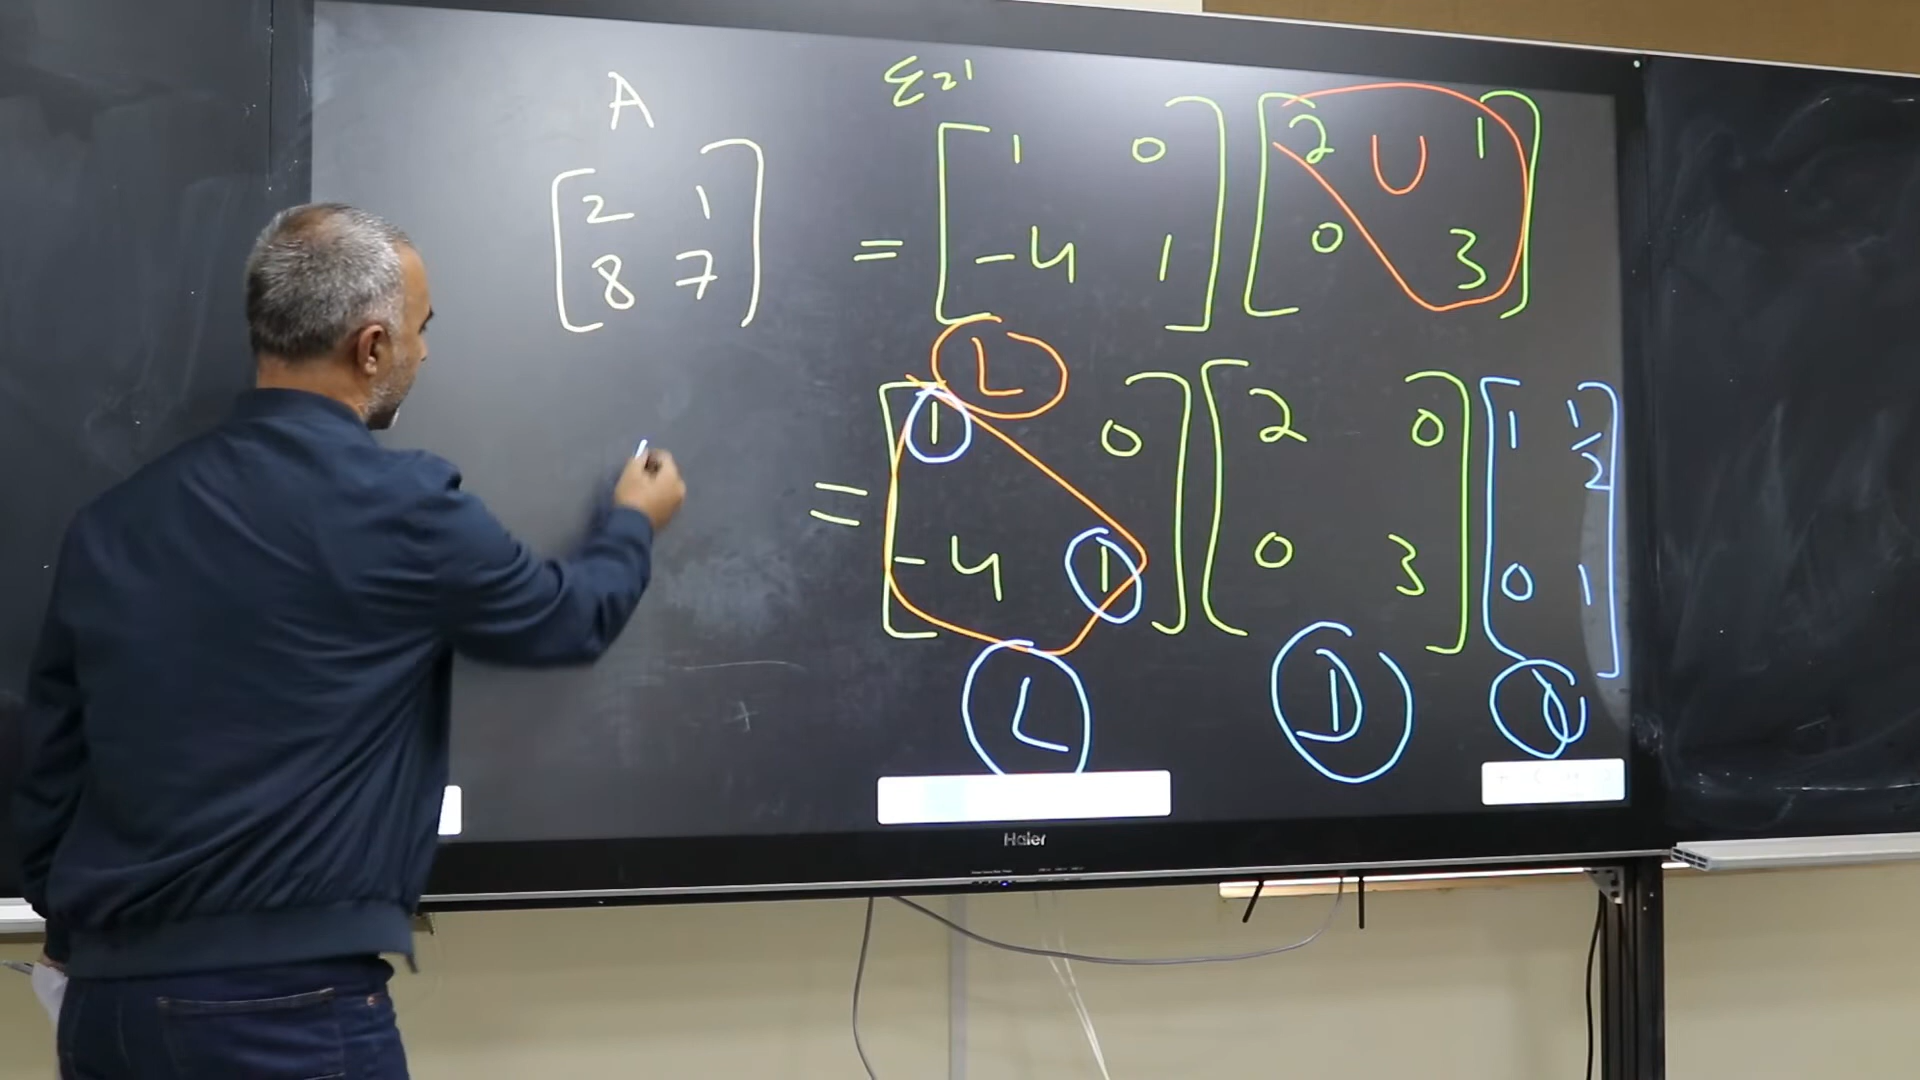 A
E21
[2 1
8 7]
= [1 0
-4 1]
[2 U 1
0 3]
L
= [1 0
-4 1]
[2 0
0 3]
[1 1/2
0 1]
L D U
Haier